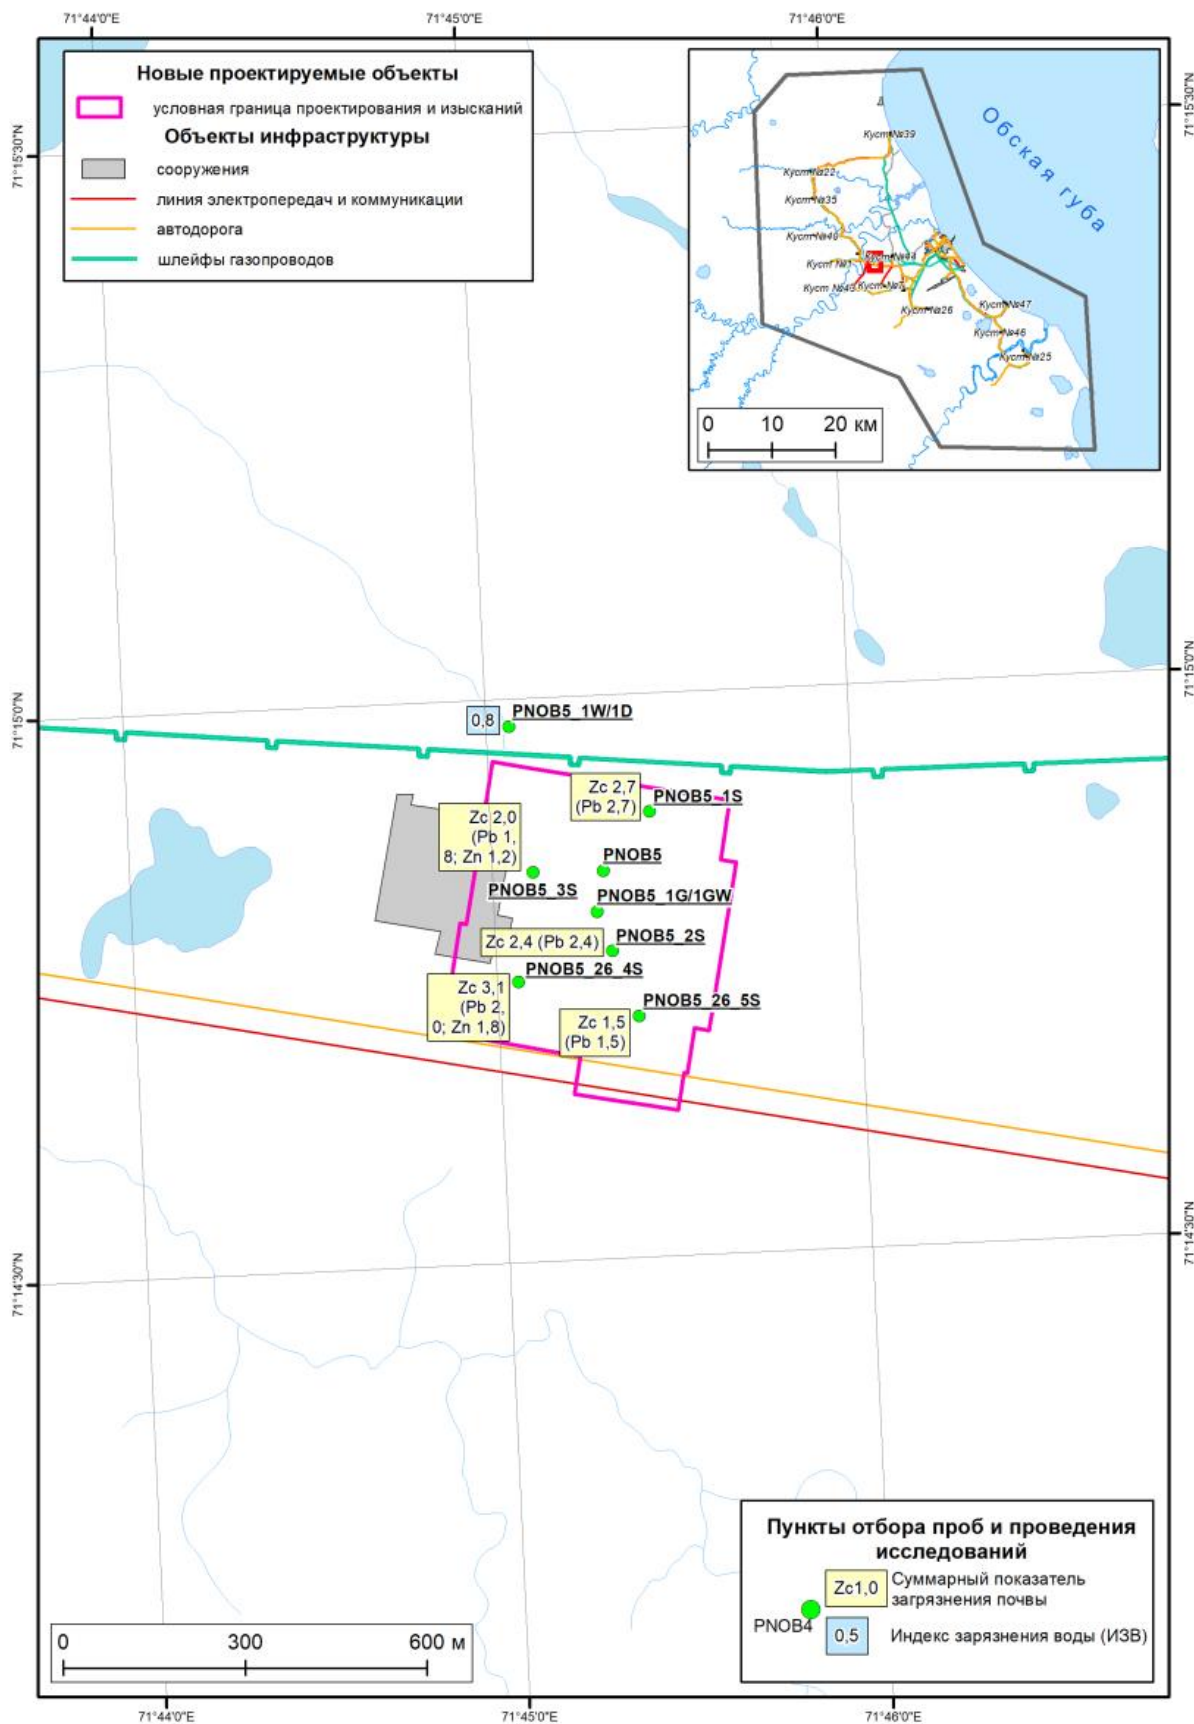 71°44'0"E
71°45'0"E
71°46'0"E
Новые проектируемые объекты
условная граница проектирования и изысканий
Объекты инфраструктуры
сооружения
линия электропередач и коммуникации
автодорога
шлейфы газопроводов
71°15'30"N
71°15'30"N
Обская губа
Куст №39
Куст №22
Куст №35
Куст №49
Куст №44
Куст №1
Куст №7
Куст №26
Куст №47
Куст №46
Куст №25
0 10 20 км
71°15'0"N
71°15'0"N
0,8
PNOB5_1W/1D
Zc 2,7
(Pb 2,7)
PNOB5_1S
Zc 2,0
(Pb 1,
8; Zn 1,2)
PNOB5
PNOB5_3S
PNOB5_1G/1GW
Zc 2,4 (Pb 2,4)
PNOB5_2S
PNOB5_26_4S
Zc 3,1
(Pb 2,
0; Zn 1,8)
PNOB5_26_5S
Zc 1,5
(Pb 1,5)
71°14'30"N
71°14'30"N
Пункты отбора проб и проведения
исследований
Zc1,0
Суммарный показатель
загрязнения почвы
PNOB4
0,5
Индекс зарязнения воды (ИЗВ)
0 300 600 м
71°44'0"E
71°45'0"E
71°46'0"E